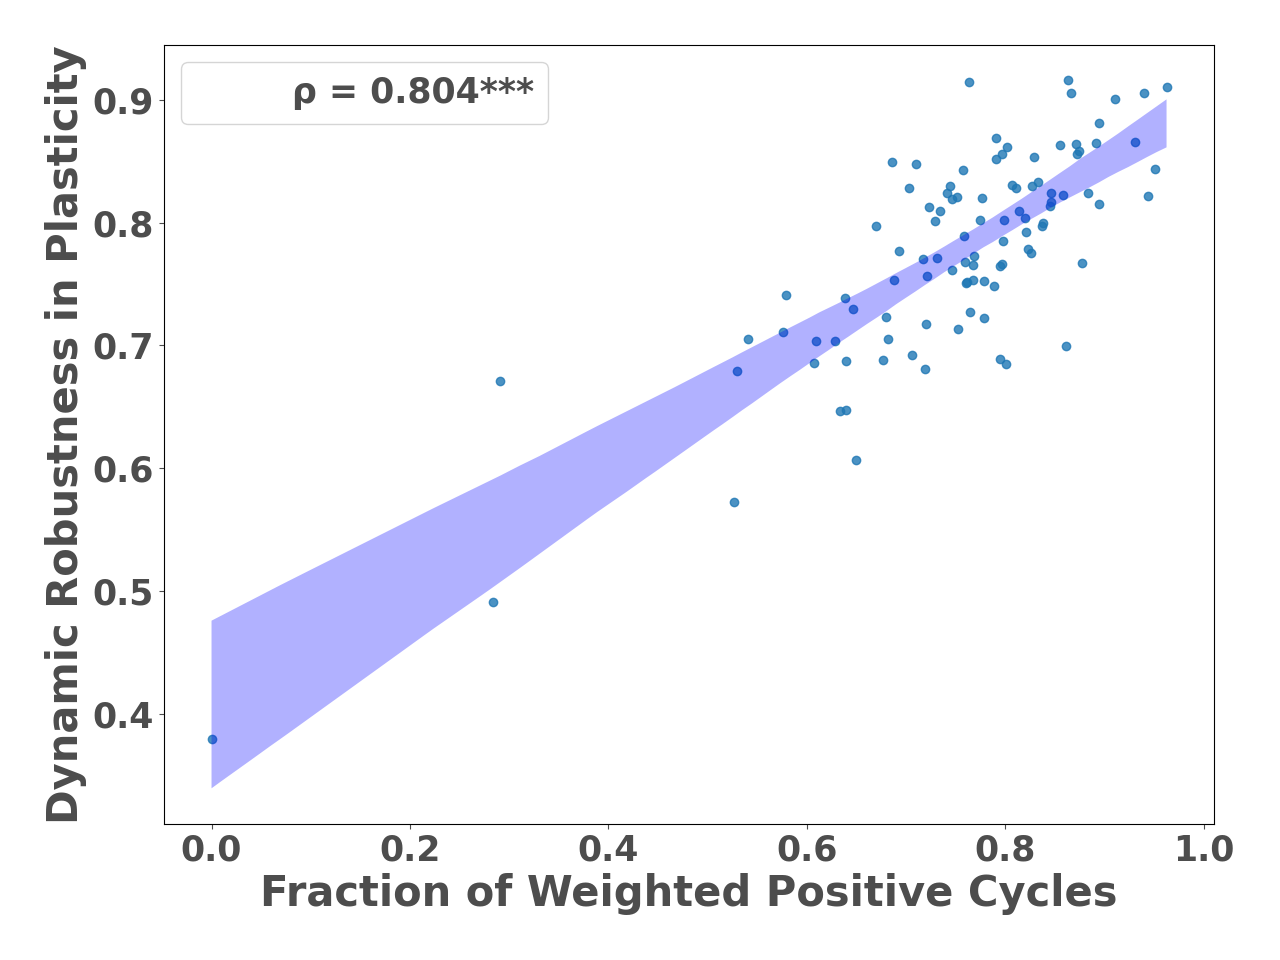 ρ = 0.804***
Dynamic Robustness in Plasticity
0.9
0.8
0.7
0.6
0.5
0.4
0.0 0.2 0.4 0.6 0.8 1.0
Fraction of Weighted Positive Cycles